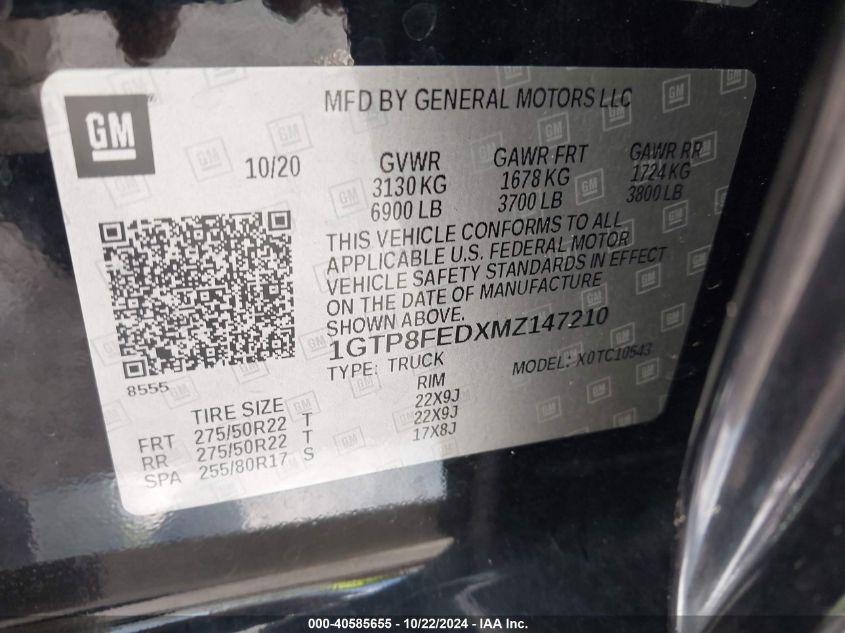 GM
MFD BY GENERAL MOTORS LLC
10/20
GVWR GAWR FRT GAWR RR
3130 KG 1678 KG 1724 KG
6900 LB 3700 LB 3800 LB
THIS VEHICLE CONFORMS TO ALL
APPLICABLE U.S. FEDERAL MOTOR
VEHICLE SAFETY STANDARDS IN EFFECT
ON THE DATE OF MANUFACTURE
SHOWN ABOVE.
1GTP8FEDXMZ147210
TYPE: TRUCK MODEL: X0TC10543
8555
TIRE SIZE RIM
FRT 275/50R22 T 22X9J
RR 275/50R22 T 22X9J
SPA 255/80R17 S 17X8J
000-40585655 - 10/22/2024 - IAA Inc.